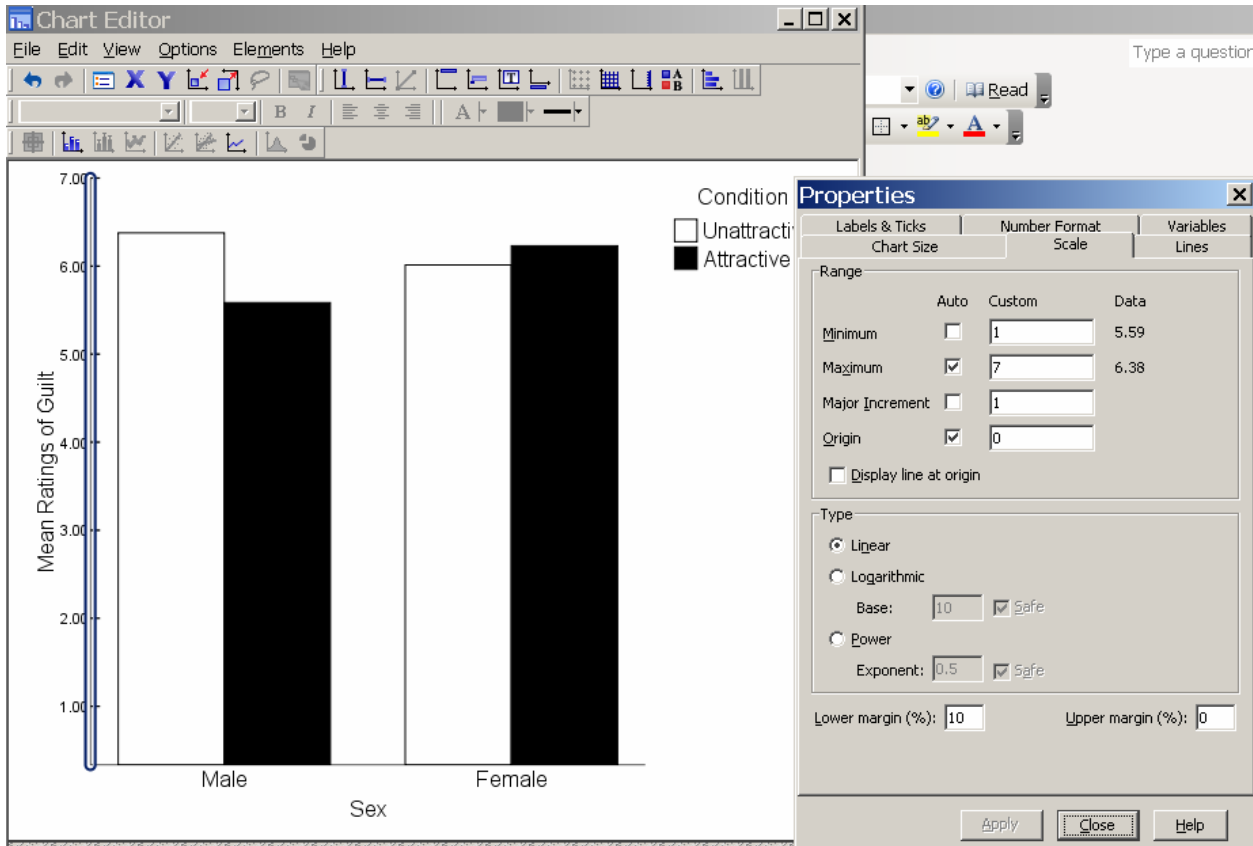 Chart Editor
File Edit View Options Elements Help
Type a question
Read
B I A
7.00
6.00
5.00
4.00
3.00
2.00
1.00
Mean Ratings of Guilt
Male Female
Sex
Condition
Unattracti
Attractive
Properties
Labels & Ticks Number Format Variables
Chart Size Scale Lines
Range
Auto Custom Data
Minimum 1 5.59
Maximum 7 6.38
Major Increment 1
Origin 0
Display line at origin
Type
Linear
Logarithmic
Base: 10 Safe
Power
Exponent: 0.5 Safe
Lower margin (%): 10 Upper margin (%): 0
Apply Close Help